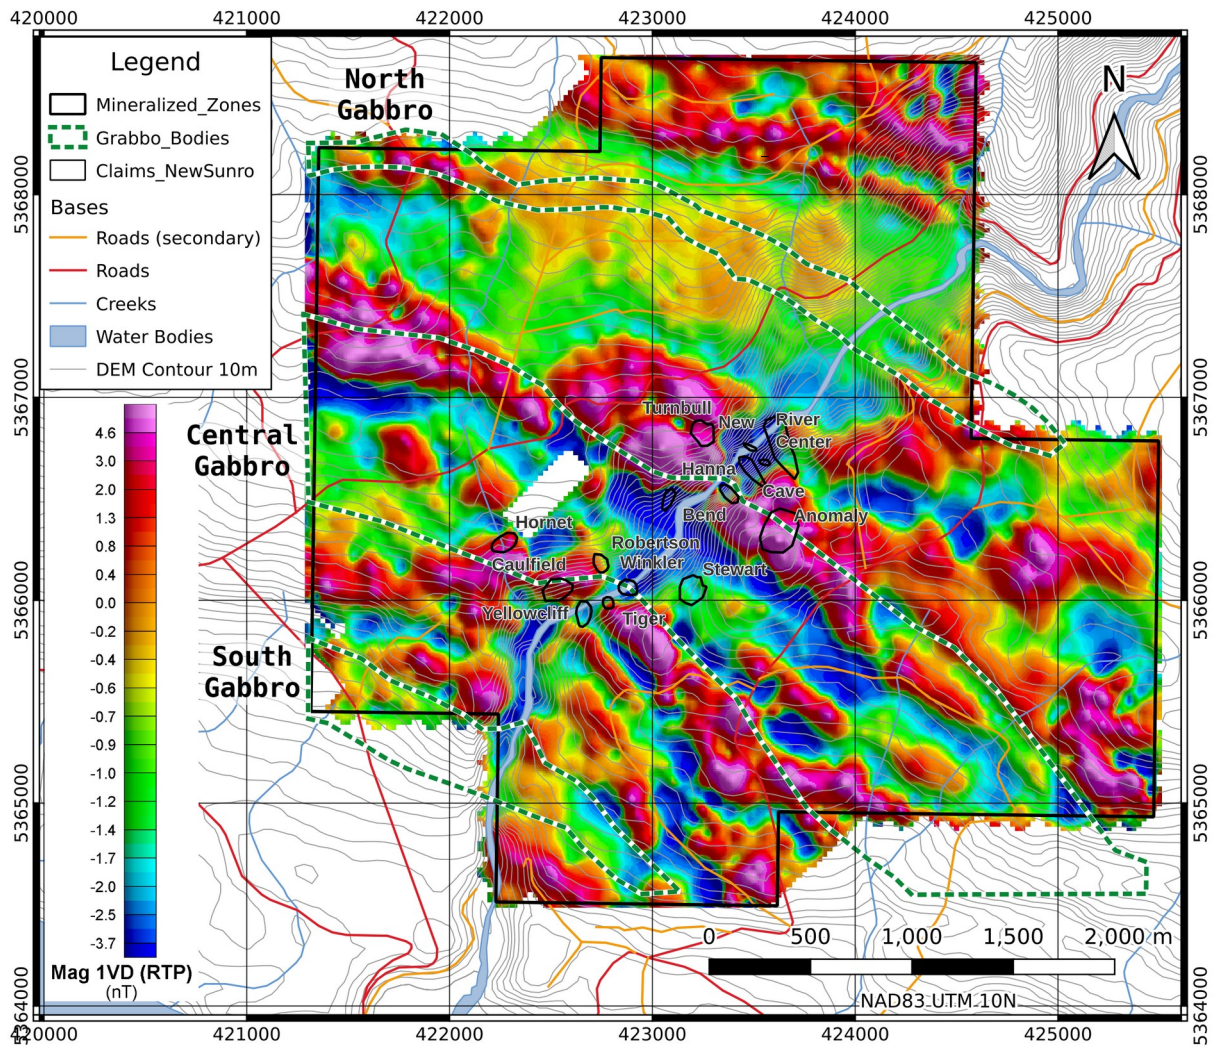 420000 421000 422000 423000 424000 425000
Legend
Mineralized_Zones
Grabbo_Bodies
Claims_NewSunro
Bases
Roads (secondary)
Roads
Creeks
Water Bodies
DEM Contour 10m
North
Gabbro
N
5368000
5368000
5367000
5367000
Central
Gabbro
Turnbull
New
River
Center
Hanna
Cave
Bend
Anomaly
Hornet
Robertson
Caulfield
Winkler
Stewart
Yellowcliff
Tiger
5366000
5366000
South
Gabbro
4.6
3.0
2.0
1.3
0.8
0.4
0.0
-0.2
-0.4
-0.6
-0.7
-0.9
-1.0
-1.2
-1.4
-1.7
-2.0
-2.5
-3.7
Mag 1VD (RTP)
(nT)
5365000
5365000
0 500 1,000 1,500 2,000 m
NAD83 UTM 10N
5364000
5364000
420000 421000 422000 423000 424000 425000